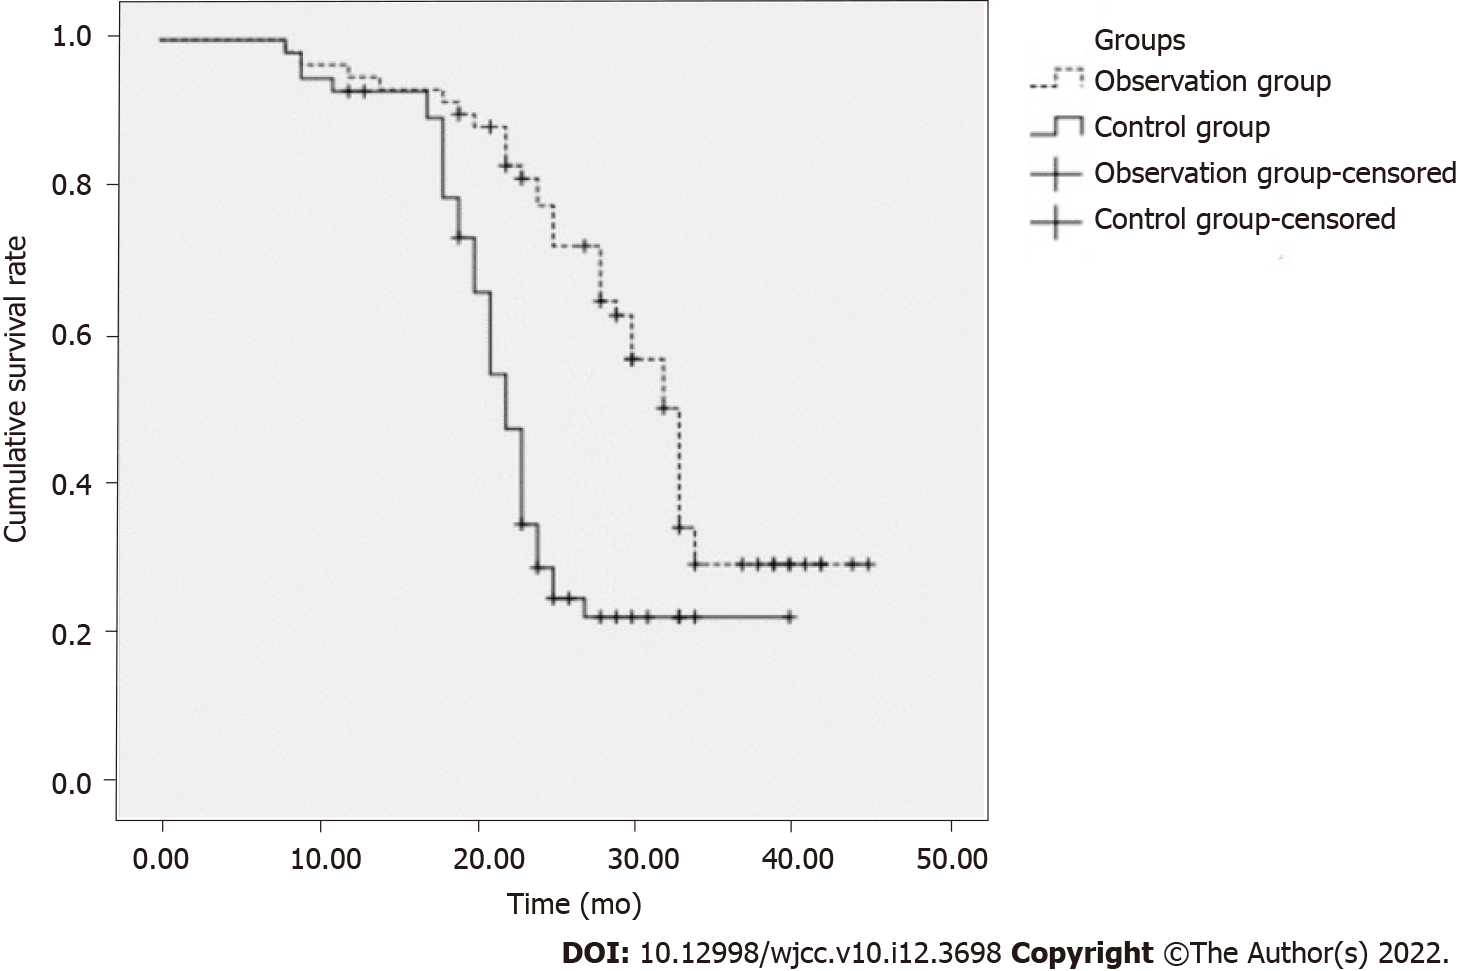 1.0
0.8
0.6
0.4
0.2
0.0
Cumulative survival rate
0.00 10.00 20.00 30.00 40.00 50.00
Time (mo)
Groups
Observation group
Control group
Observation group-censored
Control group-censored
DOI: 10.12998/wjcc.v10.i12.3698 Copyright ©The Author(s) 2022.